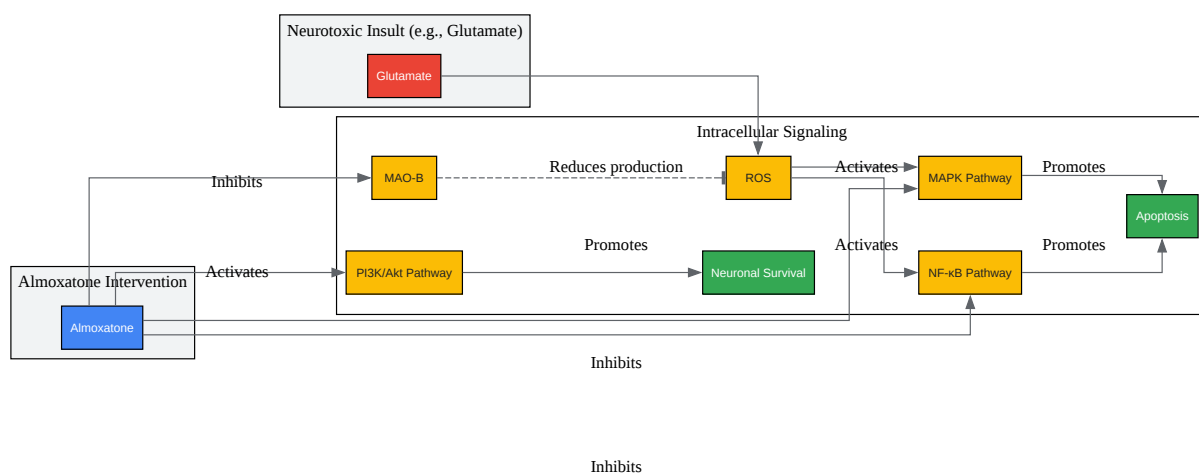 Neurotoxic Insult (e.g., Glutamate)
Glutamate
Intracellular Signaling
Inhibits
MAO-B
Reduces production
ROS
Activates
MAPK Pathway
Promotes
Apoptosis
Almoxatone Intervention
Almoxatone
Activates
PI3K/Akt Pathway
Promotes
Neuronal Survival
Activates
NF-κB Pathway
Promotes
Inhibits
Inhibits